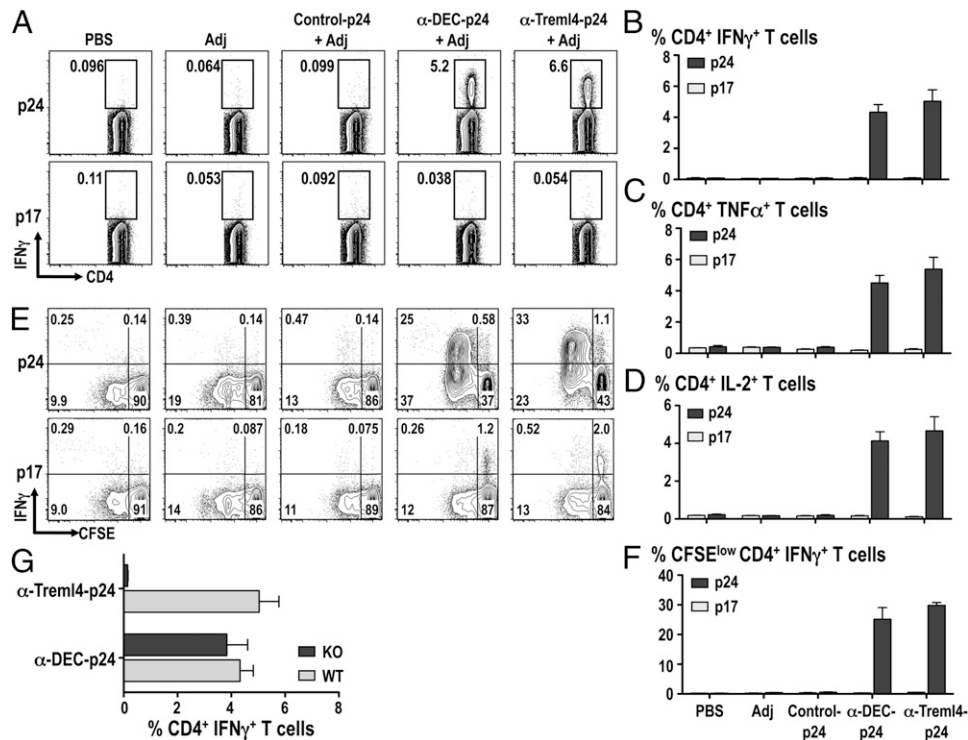 A
PBS
Adj
Control-p24
+ Adj
α-DEC-p24
+ Adj
α-Treml4-p24
+ Adj
p24
0.096
0.064
0.099
5.2
6.6
p17
0.11
0.053
0.092
0.038
0.054
IFNγ
CD4
B
% CD4⁺ IFNγ⁺ T cells
p24
p17
8
6
4
2
0
C
% CD4⁺ TNFα⁺ T cells
p24
p17
8
6
4
2
0
D
% CD4⁺ IL-2⁺ T cells
p24
p17
6
4
2
0
E
p24
0.25 0.14
9.9 90
0.39 0.14
19 81
0.47 0.14
13 86
25 0.58
37 37
33 1.1
23 43
p17
0.29 0.16
9.0 91
0.2 0.087
14 86
0.18 0.075
11 89
0.26 1.2
12 87
0.52 2.0
13 84
IFNγ
CFSE
F
% CFSEˡᵒʷ CD4⁺ IFNγ⁺ T cells
p24
p17
40
30
20
10
0
PBS
Adj
Control-
p24
α-DEC-
p24
α-Treml4-
p24
G
α-Treml4-p24
α-DEC-p24
KO
WT
0 2 4 6 8
% CD4⁺ IFNγ⁺ T cells